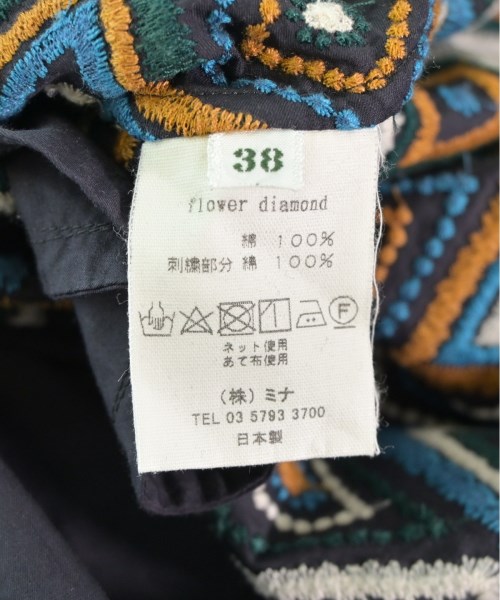 38
flower diamond
綿 100%
刺繍部分 綿 100%
F
ネット使用
あて布使用
(株)ミナ
TEL 03 5793 3700
日本製